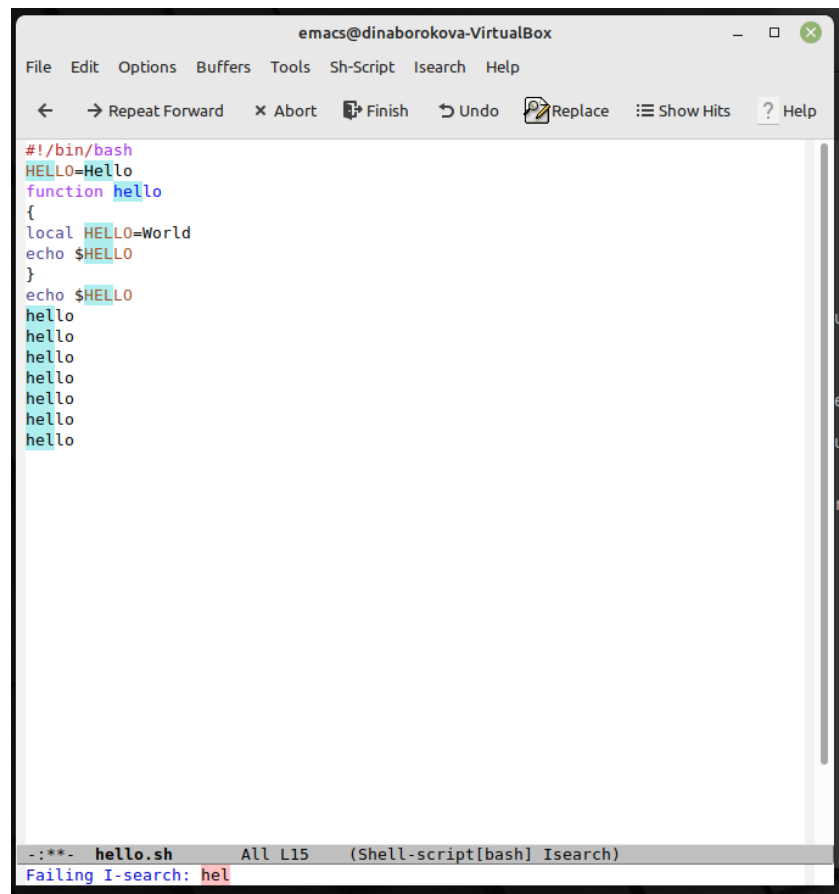 emacs@dinaborokova-VirtualBox
File Edit Options Buffers Tools Sh-Script Isearch Help
Repeat Forward Abort Finish Undo Replace Show Hits ? Help
#!/bin/bash
HELLO=Hello
function hello
{
local HELLO=World
echo $HELLO
}
echo $HELLO
hello
hello
hello
hello
hello
hello
hello
-:**- hello.sh All L15 (Shell-script[bash] Isearch)
Failing I-search: hel